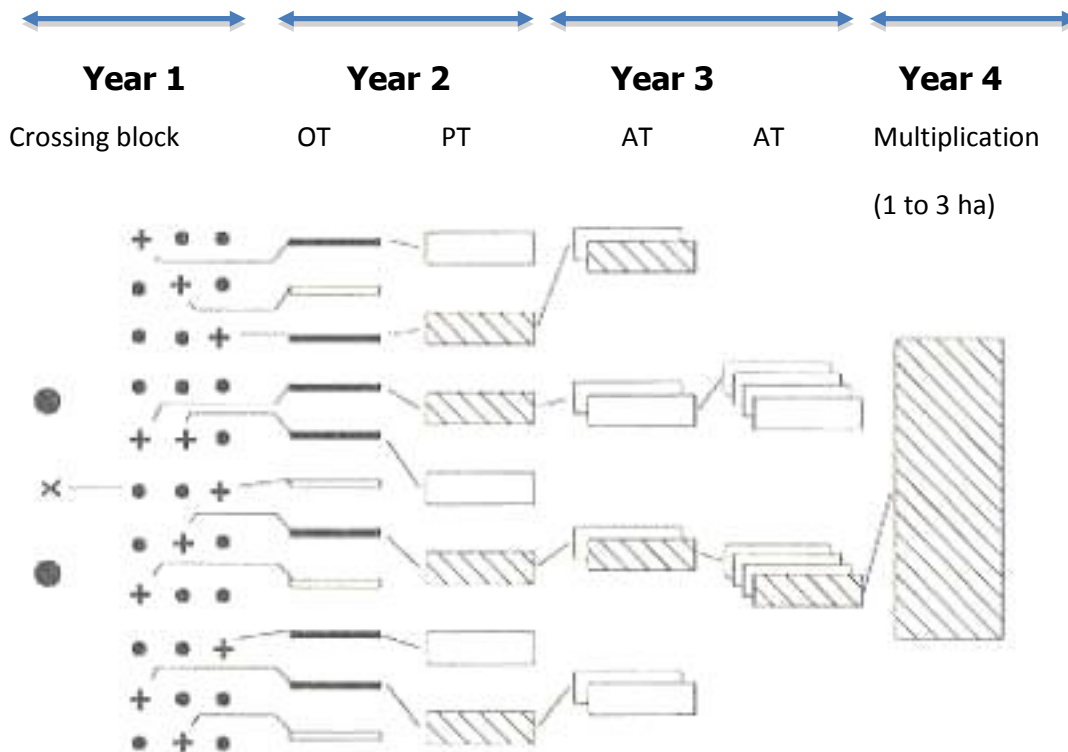 Year 1 Year 2 Year 3 Year 4
Crossing block OT PT AT AT Multiplication
(1 to 3 ha)